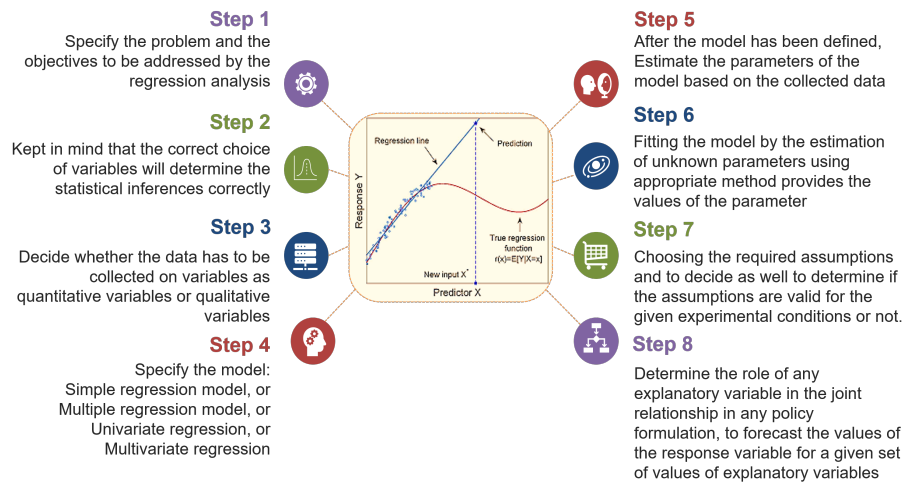 Step 1
Specify the problem and the
objectives to be addressed by the
regression analysis
Step 2
Kept in mind that the correct choice
of variables will determine the
statistical inferences correctly
Step 3
Decide whether the data has to be
collected on variables as
quantitative variables or qualitative
variables
Step 4
Specify the model:
Simple regression model, or
Multiple regression model, or
Univariate regression, or
Multivariate regression
Regression line
Prediction
Response Y
True regression
function
r(x)=E[Y|X=x]
New input X*
Predictor X
Step 5
After the model has been defined,
Estimate the parameters of the
model based on the collected data
Step 6
Fitting the model by the estimation
of unknown parameters using
appropriate method provides the
values of the parameter
Step 7
Choosing the required assumptions
and to decide as well to determine if
the assumptions are valid for the
given experimental conditions or not.
Step 8
Determine the role of any
explanatory variable in the joint
relationship in any policy
formulation, to forecast the values of
the response variable for a given set
of values of explanatory variables